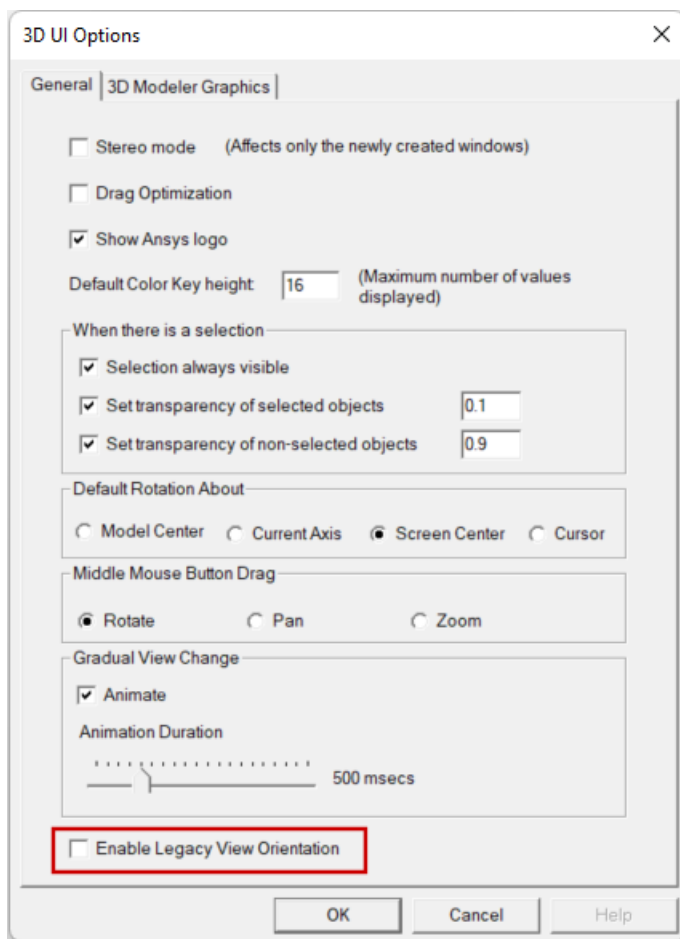 3D UI Options
General 3D Modeler Graphics
Stereo mode (Affects only the newly created windows)
Drag Optimization
Show Ansys logo
Default Color Key height: 16 (Maximum number of values
displayed)
When there is a selection
Selection always visible
Set transparency of selected objects 0.1
Set transparency of non-selected objects 0.9
Default Rotation About
Model Center Current Axis Screen Center Cursor
Middle Mouse Button Drag
Rotate Pan Zoom
Gradual View Change
Animate
Animation Duration
500 msecs
Enable Legacy View Orientation
OK Cancel Help